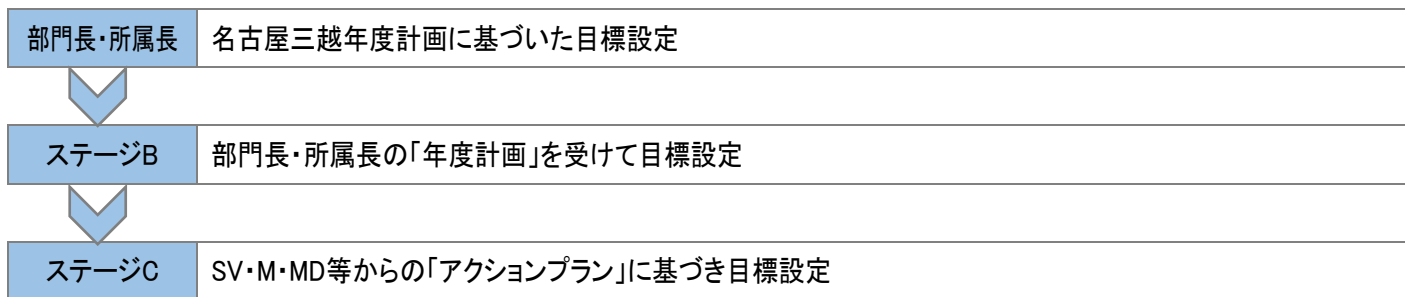 部門長・所属長 名古屋三越年度計画に基づいた目標設定
ステージB 部門長・所属長の「年度計画」を受けて目標設定
ステージC SV・M・MD等からの「アクションプラン」に基づき目標設定